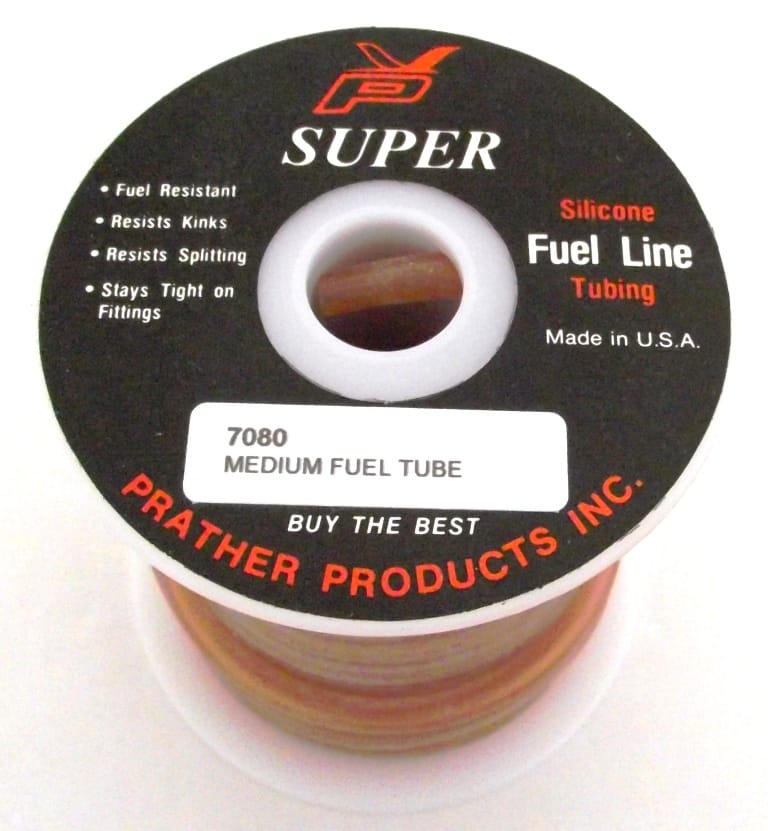 P
SUPER
• Fuel Resistant
• Resists Kinks
• Resists Splitting
• Stays Tight on
Fittings
Silicone
Fuel Line
Tubing
Made in U.S.A.
7080
MEDIUM FUEL TUBE
BUY THE BEST
PRATHER PRODUCTS INC.